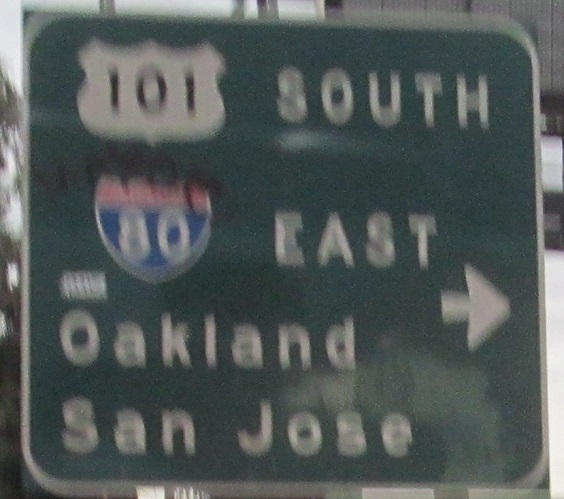 101 SOUTH
80 EAST
Oakland
San Jose